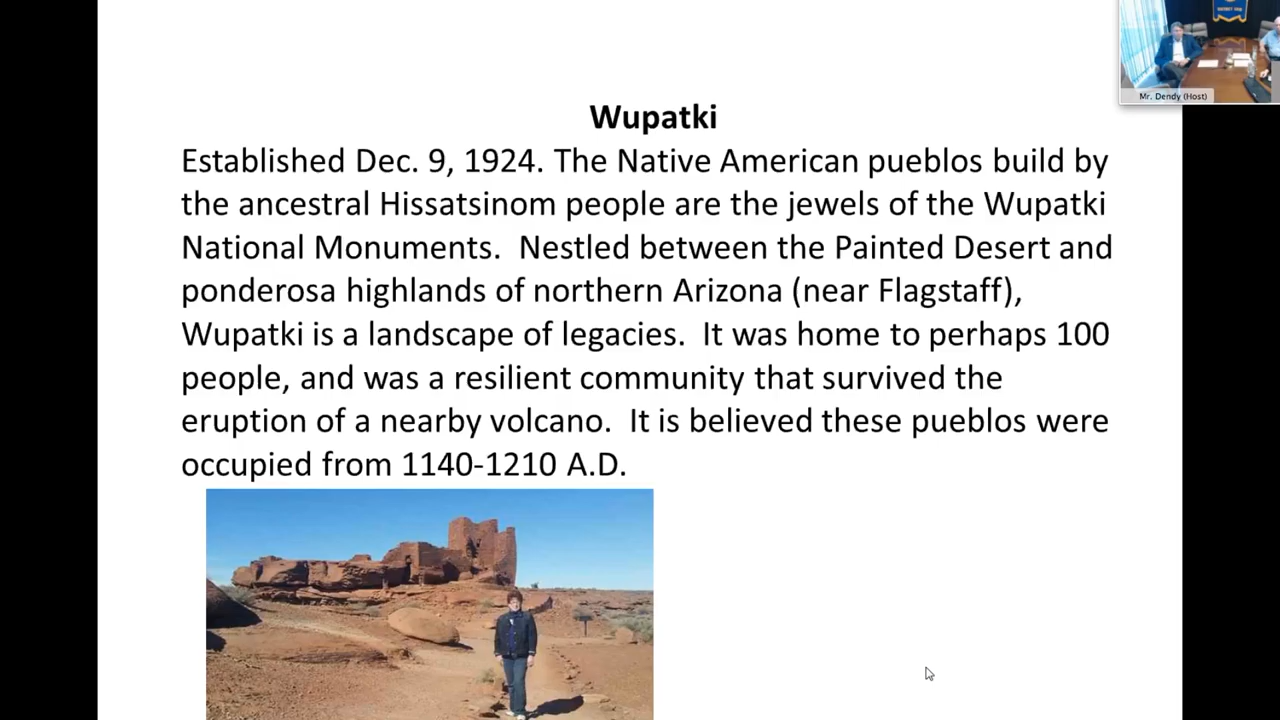 Wupatki
Established Dec. 9, 1924. The Native American pueblos build by
the ancestral Hissatsinom people are the jewels of the Wupatki
National Monuments. Nestled between the Painted Desert and
ponderosa highlands of northern Arizona (near Flagstaff),
Wupatki is a landscape of legacies. It was home to perhaps 100
people, and was a resilient community that survived the
eruption of a nearby volcano. It is believed these pueblos were
occupied from 1140-1210 A.D.
Mr. Dendy (Host)